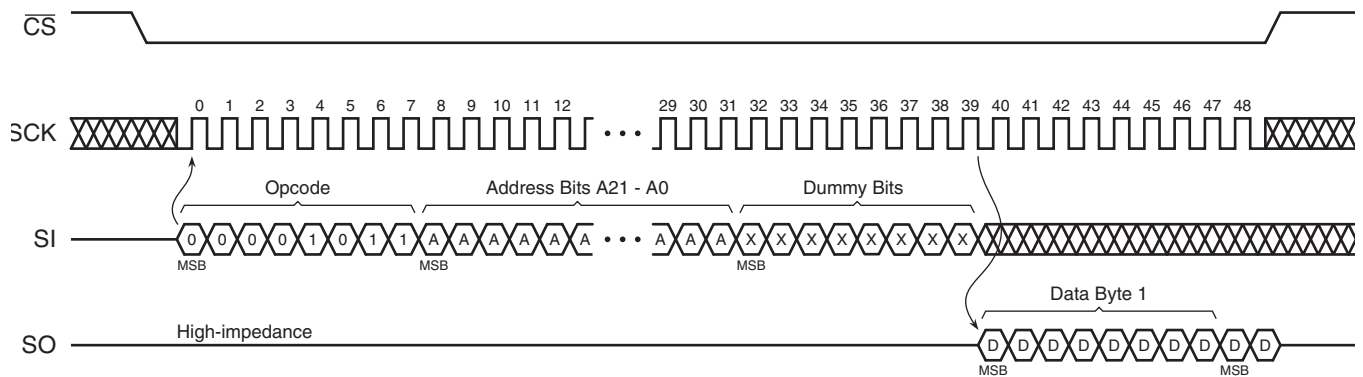 CS
0 1 2 3 4 5 6 7 8 9 10 11 12 29 30 31 32 33 34 35 36 37 38 39 40 41 42 43 44 45 46 47 48
SCK
• • •
Opcode Address Bits A21 - A0 Dummy Bits
SI 0 0 0 0 1 0 1 1 A A A A A A • • • A A A X X X X X X X X
MSB MSB MSB
Data Byte 1
High-impedance
SO D D D D D D D D D D
MSB MSB